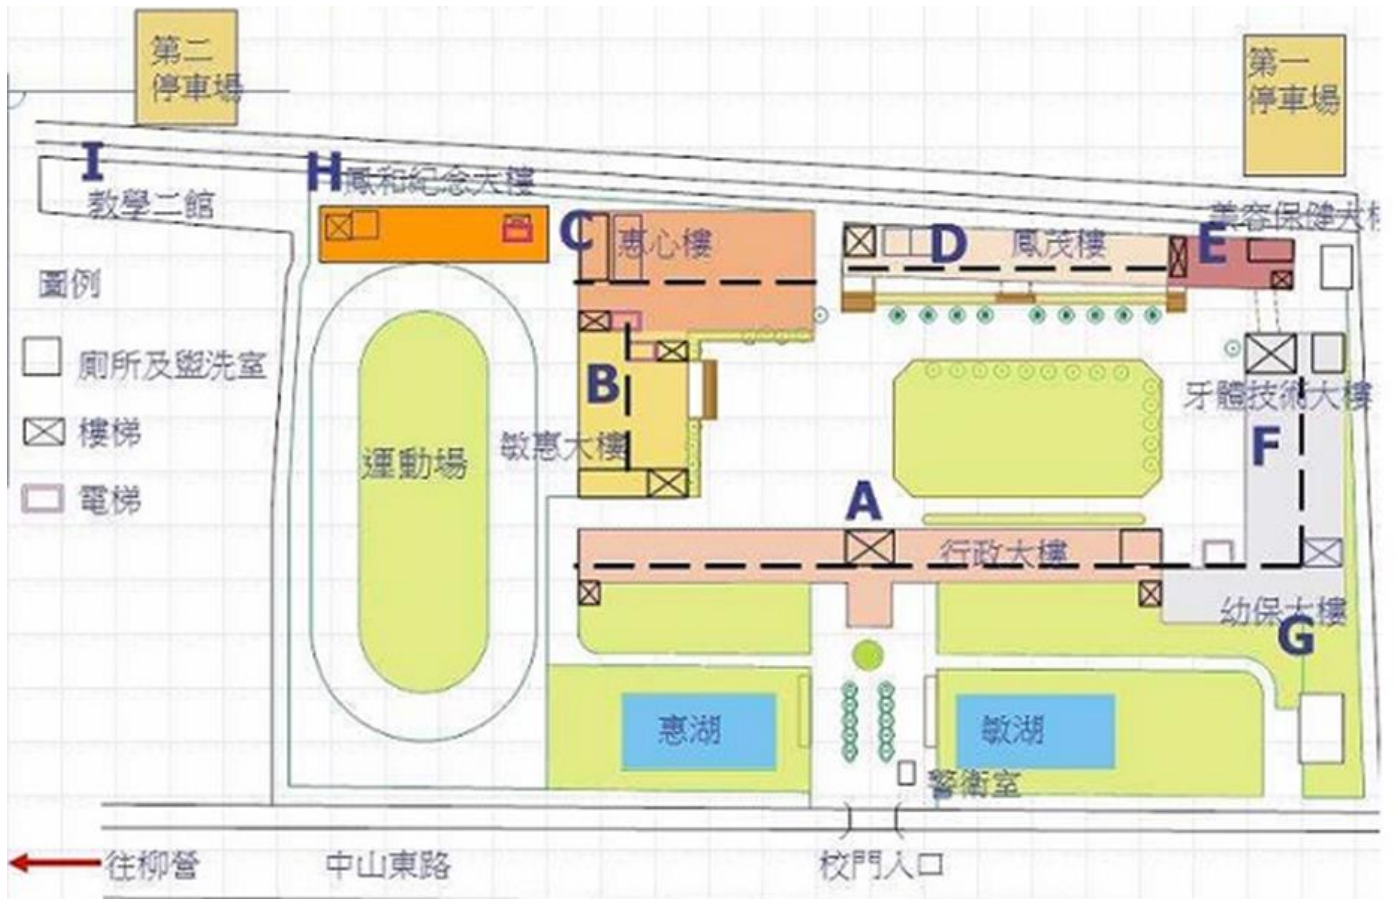 第二
停車場
第一
停車場
I
教學二館
H
鳳和紀念大樓
C
惠心樓
D
鳳茂樓
E
美容保健大樓
圖例
廁所及盥洗室
樓梯
電梯
B
敏惠大樓
運動場
牙體技術大樓
F
A
行政大樓
幼保大樓
G
惠湖
敏湖
警衛室
往柳營
中山東路
校門入口